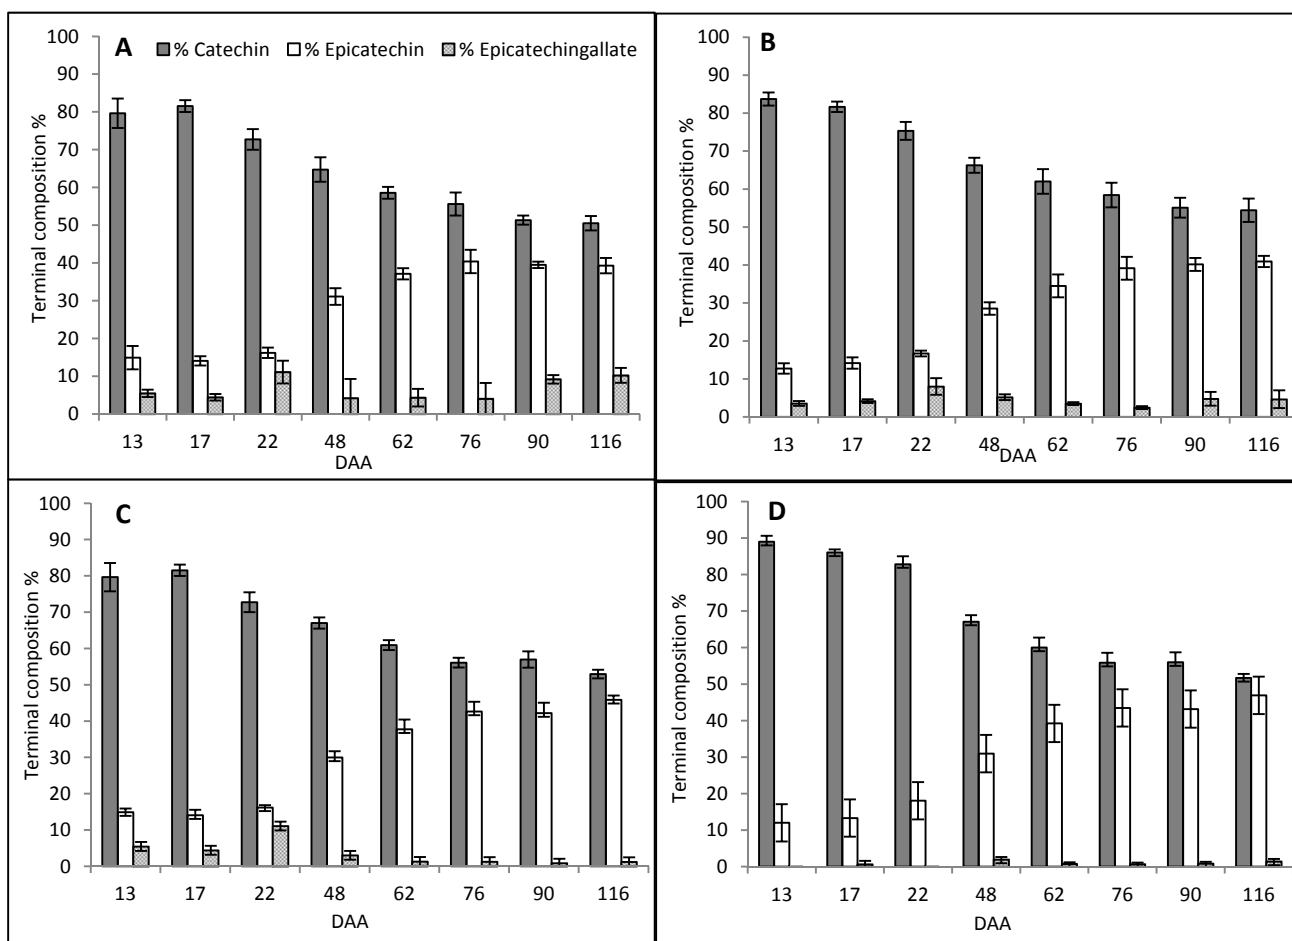 A
% Catechin % Epicatechin % Epicatechingallate
Terminal composition %
100
90
80
70
60
50
40
30
20
10
0
13 17 22 48 62 76 90 116
DAA
B
Terminal composition %
100
90
80
70
60
50
40
30
20
10
0
13 17 22 48 62 76 90 116
DAA
C
Terminal composition %
100
90
80
70
60
50
40
30
20
10
0
13 17 22 48 62 76 90 116
DAA
D
Terminal composition %
100
90
80
70
60
50
40
30
20
10
0
13 17 22 48 62 76 90 116
DAA